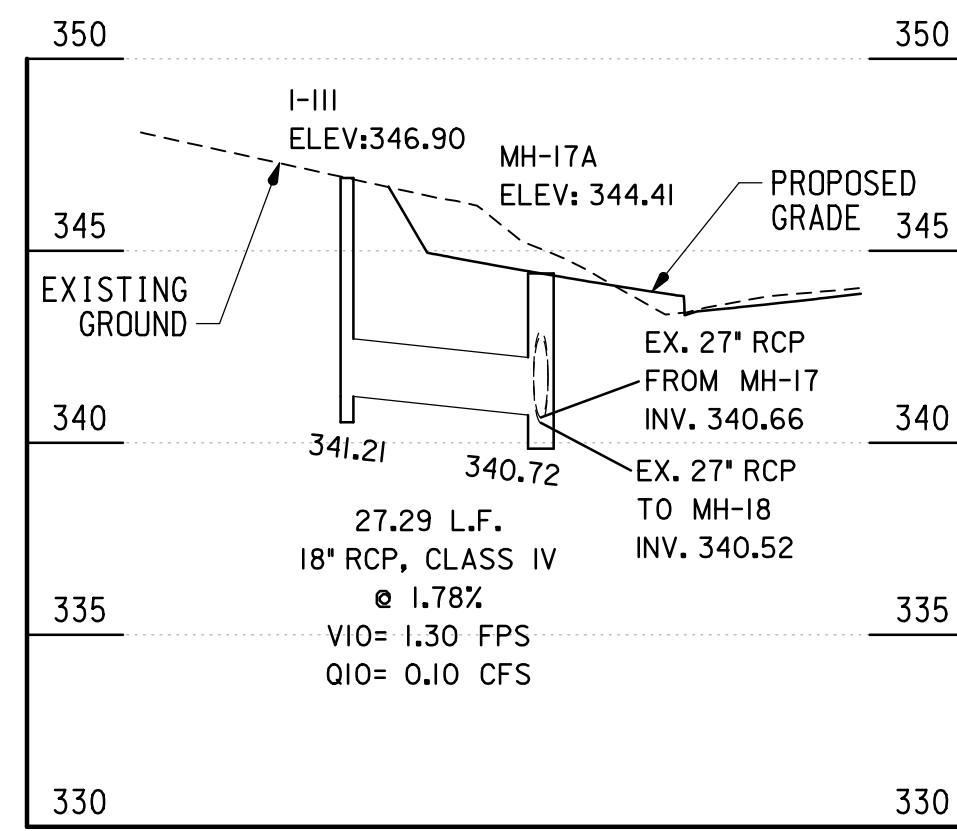 350
350
I-111
ELEV:346.90
MH-17A
ELEV: 344.41
PROPOSED
GRADE
345
345
EXISTING
GROUND
EX. 27" RCP
FROM MH-17
INV. 340.66
340
340
341.21
340.72
EX. 27" RCP
TO MH-18
INV. 340.52
27.29 L.F.
18" RCP, CLASS IV
@ 1.78%
V10= 1.30 FPS
Q10= 0.10 CFS
335
335
330
330